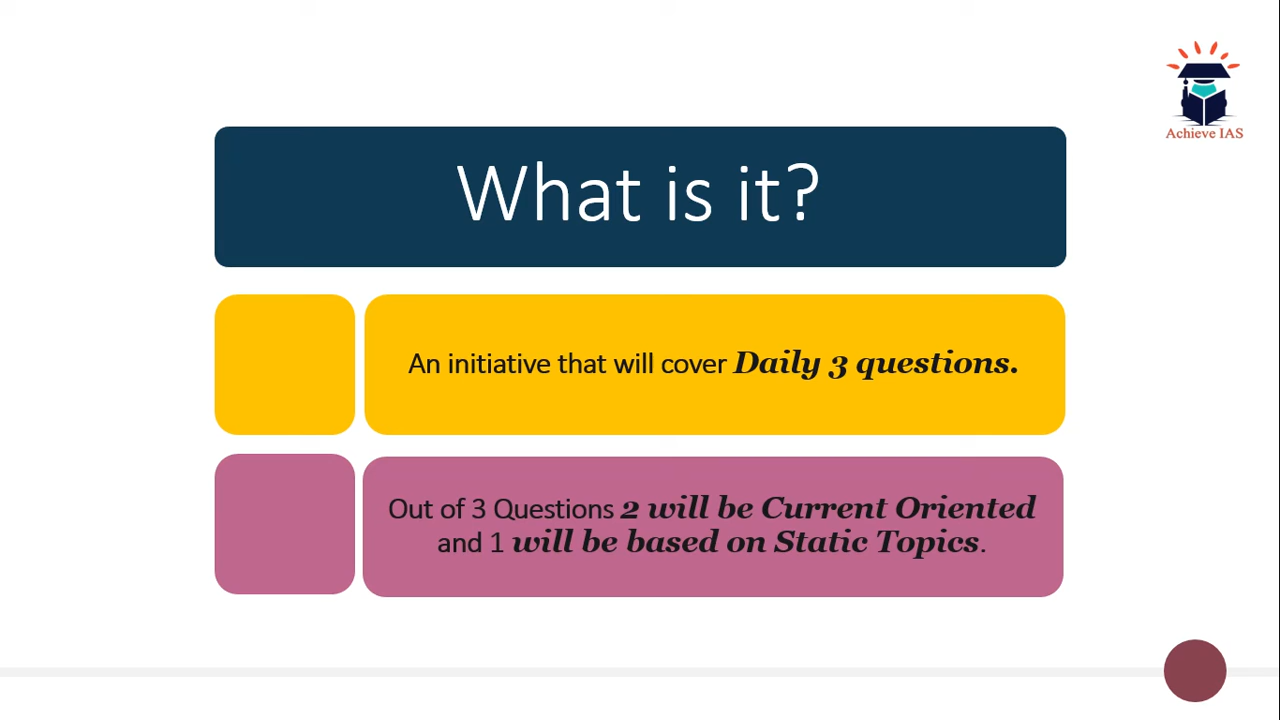 Achieve IAS
What is it?
An initiative that will cover Daily 3 questions.
Out of 3 Questions 2 will be Current Oriented
and 1 will be based on Static Topics.